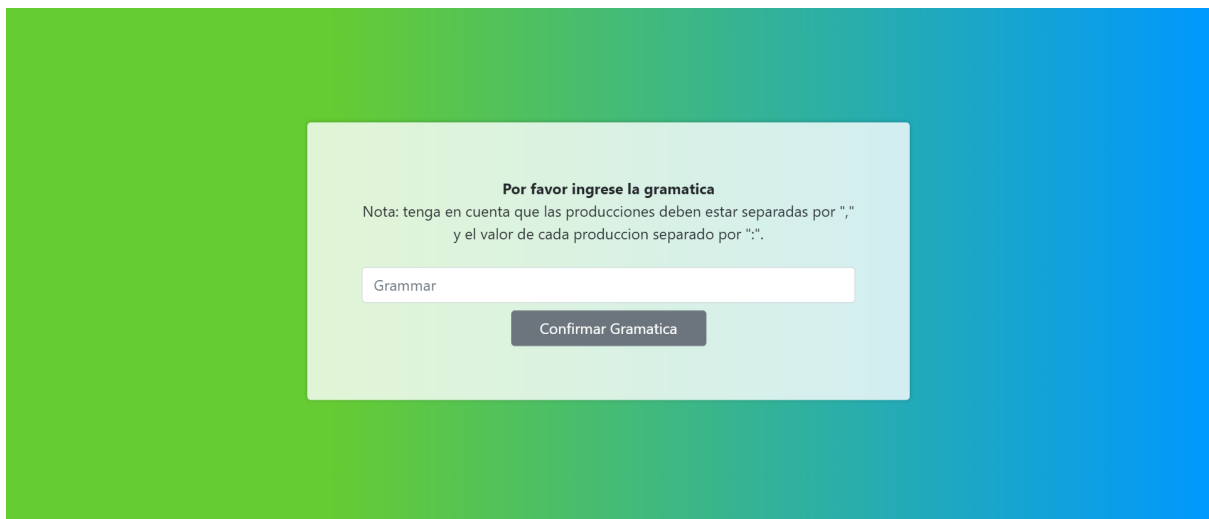 Por favor ingrese la gramatica
Nota: tenga en cuenta que las producciones deben estar separadas por ","
y el valor de cada produccion separado por ":".
Grammar
Confirmar Gramatica